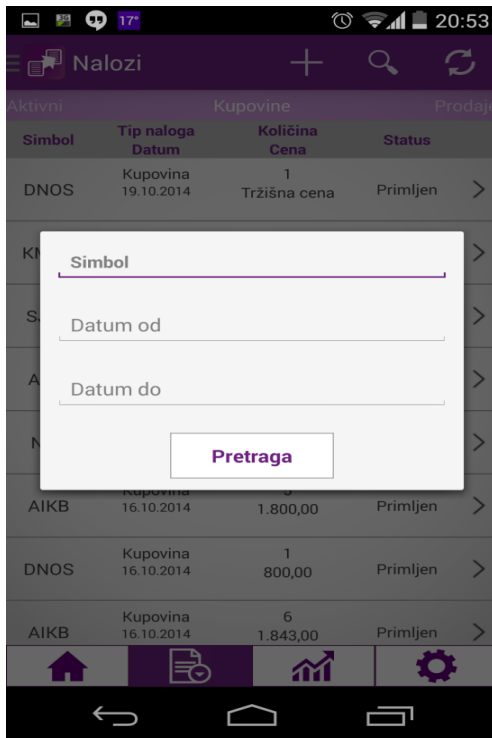 17° 20:53
Nalozi
Aktivni Kupovine Prodaje
Simbol Tip naloga Datum Količina Cena Status
DNOS Kupovina 19.10.2014 1 Tržišna cena Primljen
Simbol
Datum od
Datum do
Pretraga
AIKB Kupovina 16.10.2014 1.800,00 Primljen
DNOS Kupovina 16.10.2014 1 800,00 Primljen
AIKB Kupovina 16.10.2014 6 1.843,00 Primljen